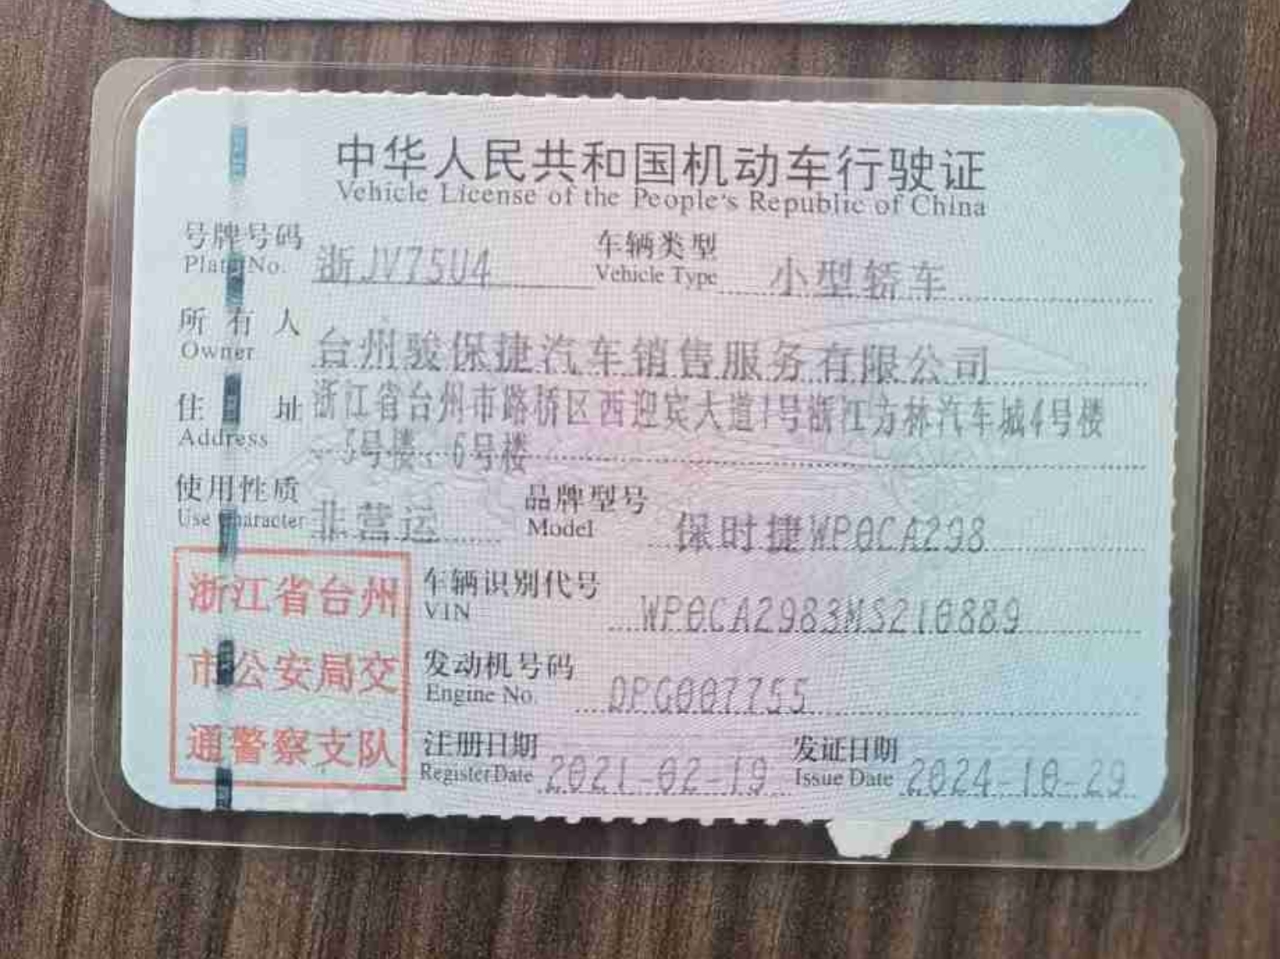 中华人民共和国机动车行驶证
Vehicle License of the People's Republic of China
号牌号码 浙JV75U4 车辆类型 小型轿车
Plate No. Vehicle Type
所有人 台州骏保捷汽车销售服务有限公司
Owner
住址 浙江省台州市路桥区西迎宾大道1号浙江方林汽车城4号楼
Address 、5号楼、6号楼
使用性质 非营运 品牌型号 保时捷WP0CA298
Use Character Model
浙江省台州
市公安局交
通警察支队
车辆识别代号 WP0CA2983MS210889
VIN
发动机号码 DPG007755
Engine No.
注册日期 2021-02-19 发证日期 2024-10-29
Register Date Issue Date